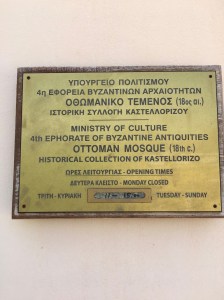 ΥΠΟΥΡΓΕΙΟ ΠΟΛΙΤΙΣΜΟΥ
4η ΕΦΟΡΕΙΑ ΒΥΖΑΝΤΙΝΩΝ ΑΡΧΑΙΟΤΗΤΩΝ
ΟΘΩΜΑΝΙΚΟ ΤΕΜΕΝΟΣ (18ος αι.)
ΙΣΤΟΡΙΚΗ ΣΥΛΛΟΓΗ ΚΑΣΤΕΛΛΟΡΙΖΟΥ
MINISTRY OF CULTURE
4th EPHORATE OF BYZANTINE ANTIQUITIES
OTTOMAN MOSQUE (18th c.)
HISTORICAL COLLECTION OF KASTELLORIZO
ΩΡΕΣ ΛΕΙΤΟΥΡΓΙΑΣ - OPENING TIMES
ΔΕΥΤΕΡΑ ΚΛΕΙΣΤΟ - MONDAY CLOSED
ΤΡΙΤΗ - ΚΥΡΙΑΚΗ TUESDAY - SUNDAY